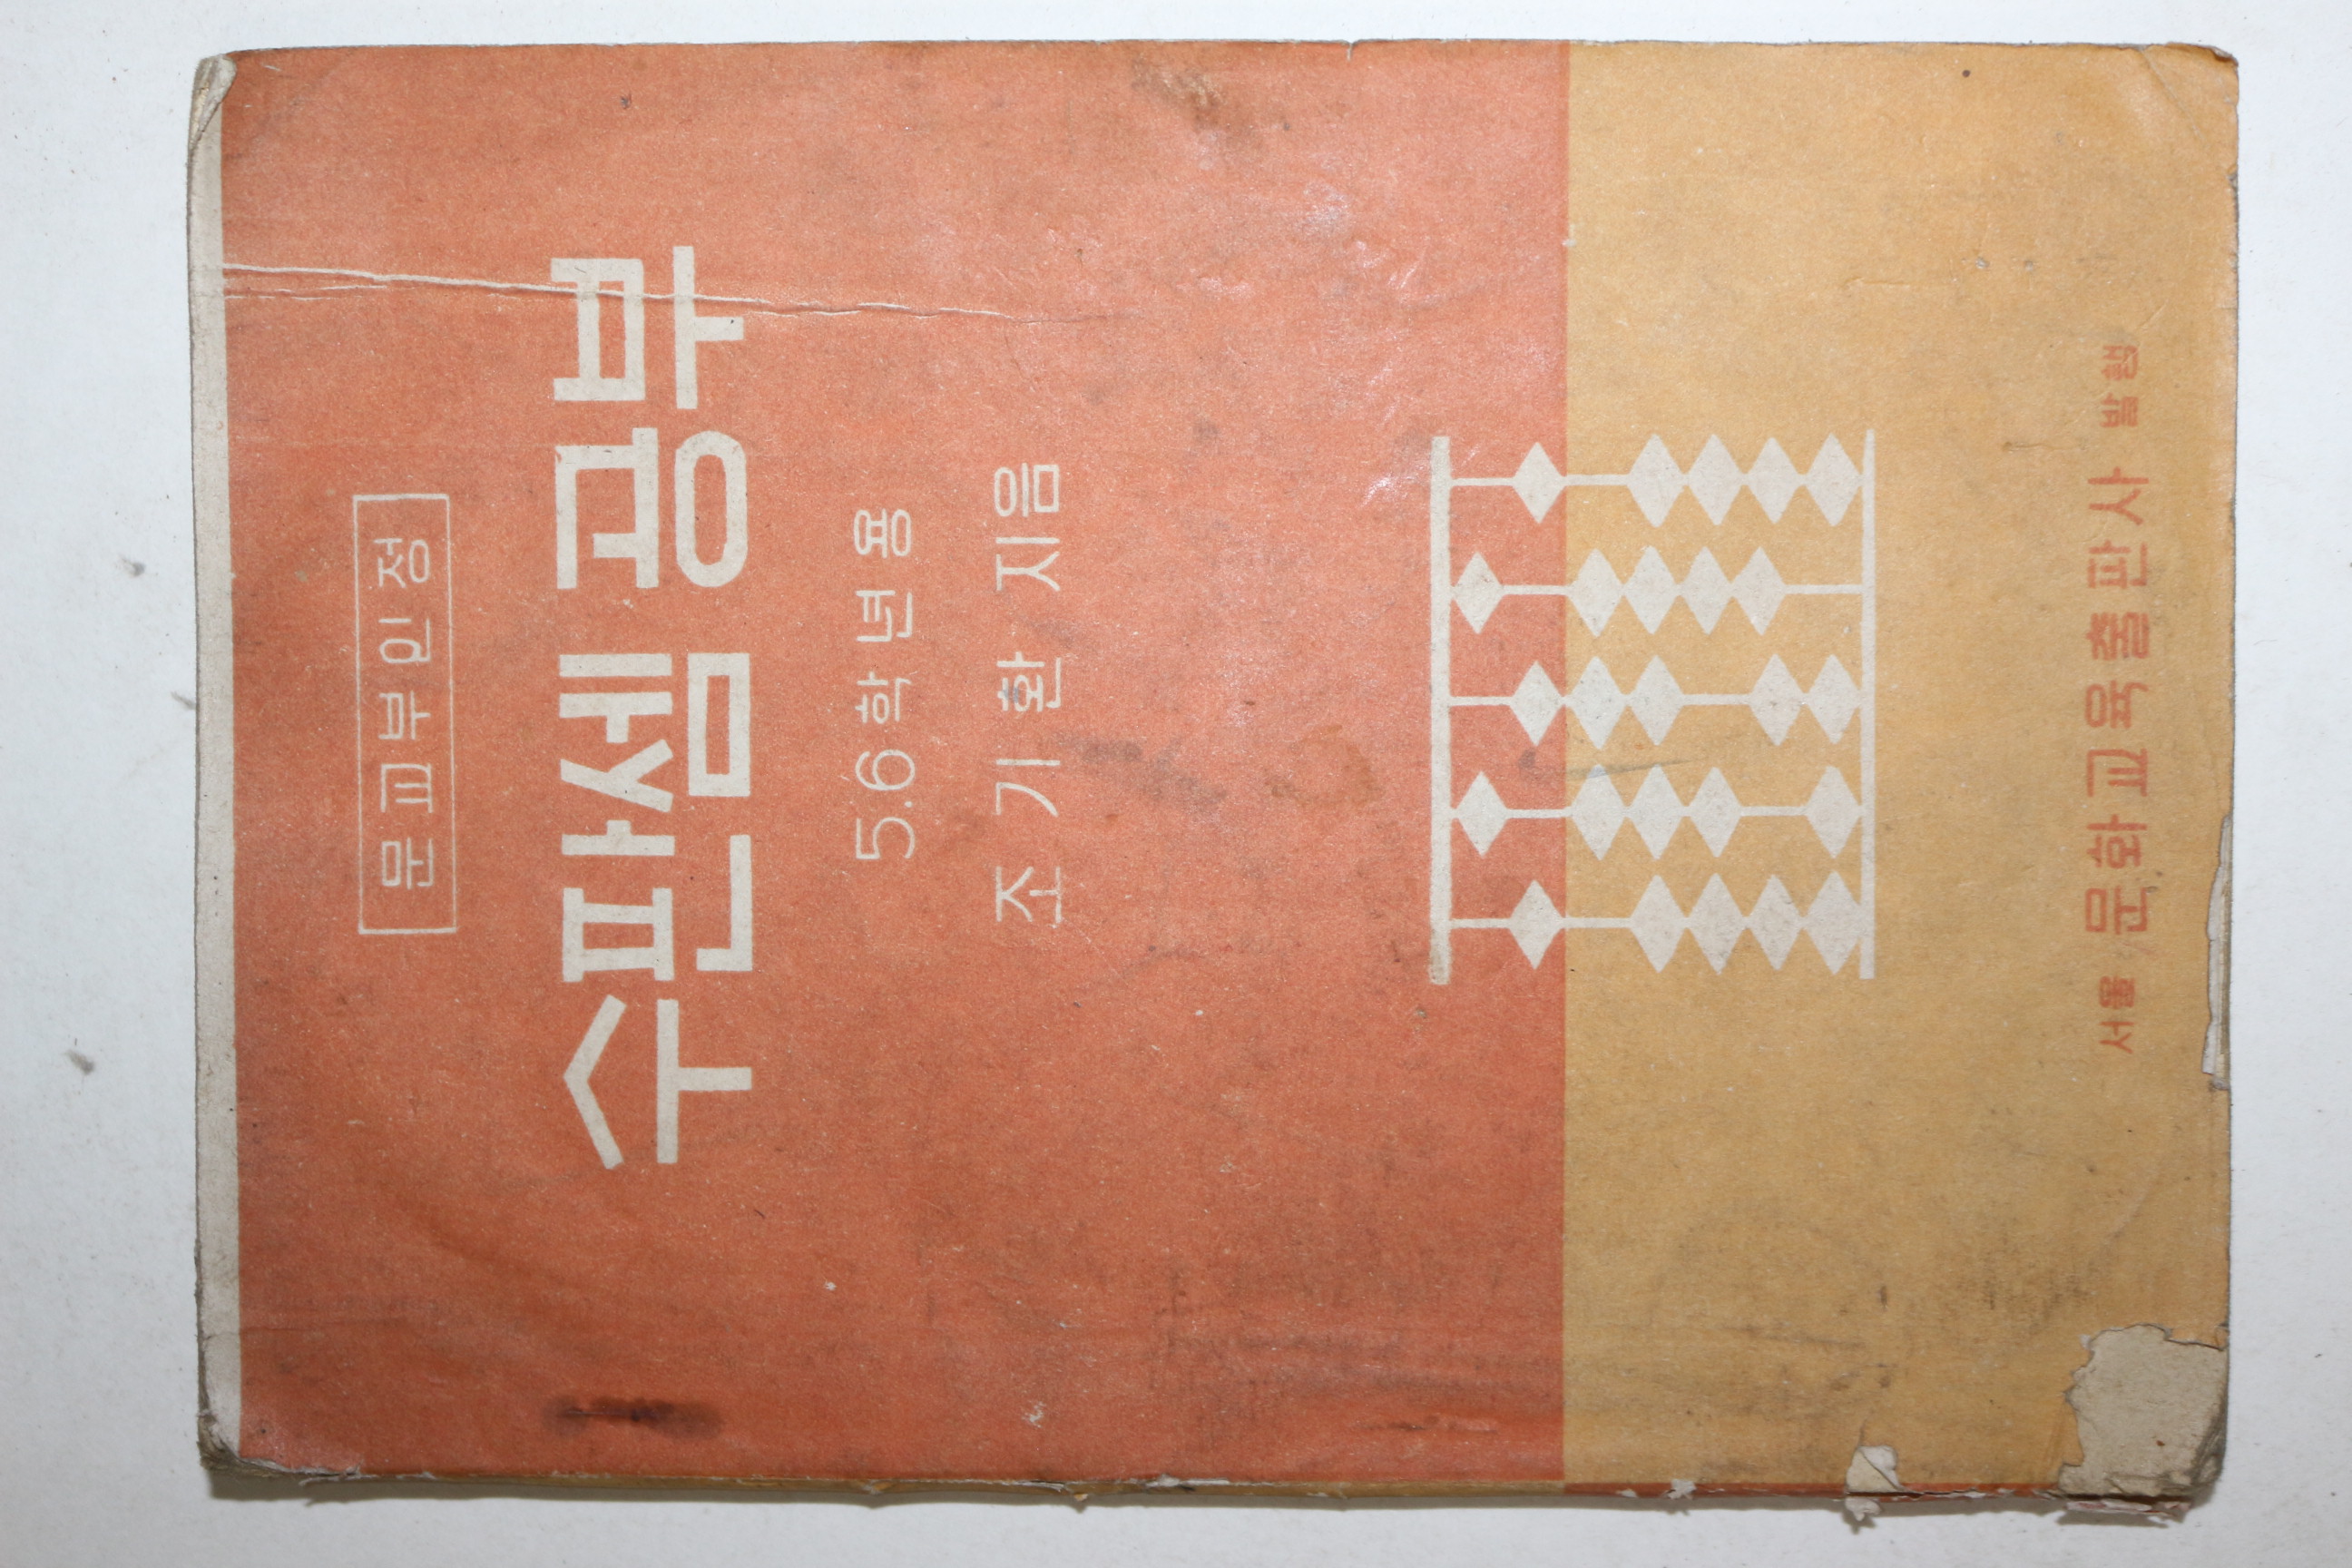 문교부인정
수판셈 공부
5.6학년용
조기환 지음
서울 문화교육출판사 발행